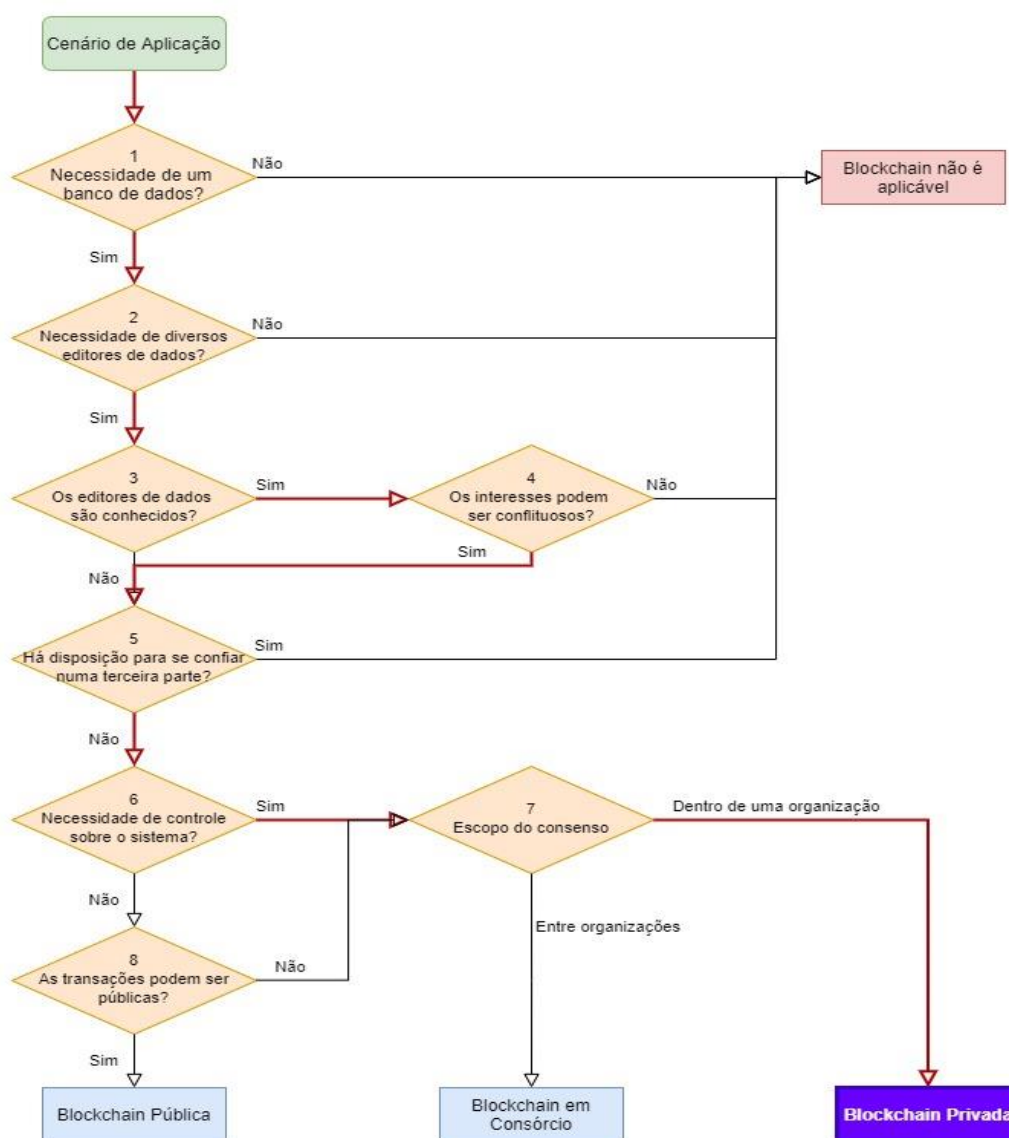 Cenário de Aplicação
1
Necessidade de um
banco de dados?
Não
Blockchain não é
aplicável
Sim
2
Necessidade de diversos
editores de dados?
Não
Sim
3
Os editores de dados
são conhecidos?
Sim
4
Os interesses podem
ser conflituosos?
Não
Sim
Não
5
Há disposição para se confiar
numa terceira parte?
Sim
Não
6
Necessidade de controle
sobre o sistema?
Sim
7
Escopo do consenso
Dentro de uma organização
Não
Entre organizações
8
As transações podem ser
públicas?
Não
Sim
Blockchain Pública
Blockchain em
Consórcio
Blockchain Privada